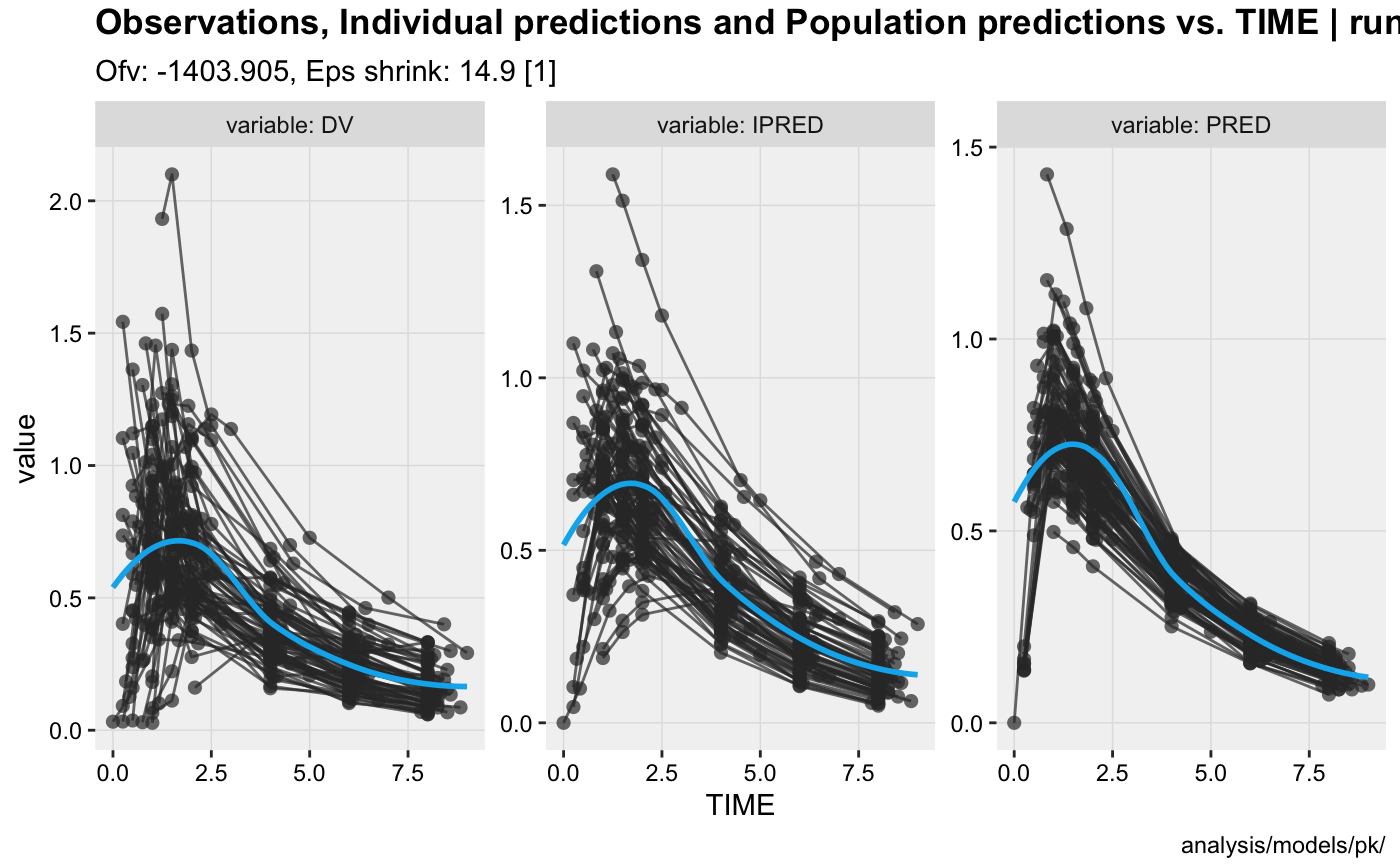 Observations, Individual predictions and Population predictions vs. TIME | run
Ofv: -1403.905, Eps shrink: 14.9 [1]
variable: DV
variable: IPRED
variable: PRED
value
2.0
1.5
1.0
0.5
0.0
1.5
1.0
0.5
0.0
1.5
1.0
0.5
0.0
0.0 2.5 5.0 7.5
0.0 2.5 5.0 7.5
0.0 2.5 5.0 7.5
TIME
analysis/models/pk/